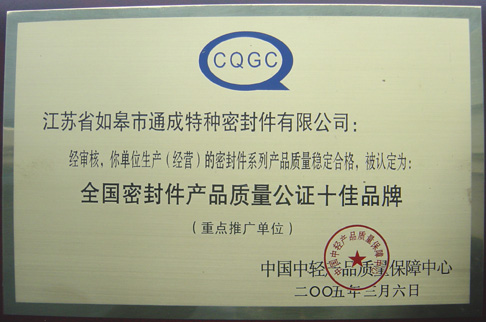 CQGC
江苏省如皋市通成特种密封件有限公司：
经审核，你单位生产（经营）的密封件系列产品质量稳定合格，被认定为：
全国密封件产品质量公证十佳品牌
（重点推广单位）
中国中轻产品质量保障中心
二〇〇五年三月六日